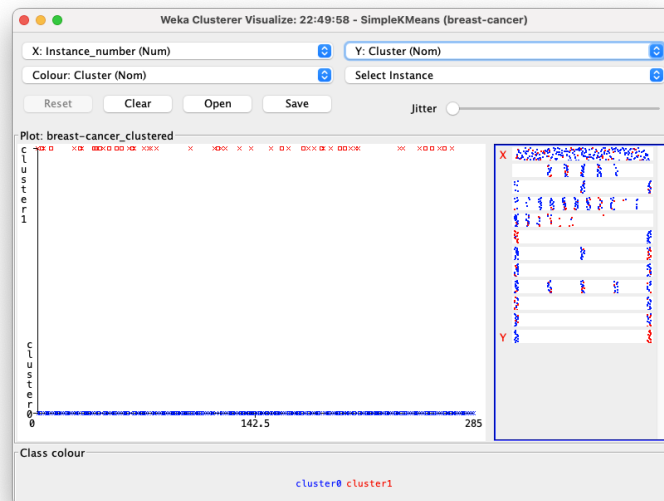 Weka Clusterer Visualize: 22:49:58 - SimpleKMeans (breast-cancer)
X: Instance_number (Num)
Y: Cluster (Nom)
Colour: Cluster (Nom)
Select Instance
Reset
Clear
Open
Save
Jitter
Plot: breast-cancer_clustered
cluster1
cluster0
0
142.5
285
X
Y
Class colour
cluster0 cluster1